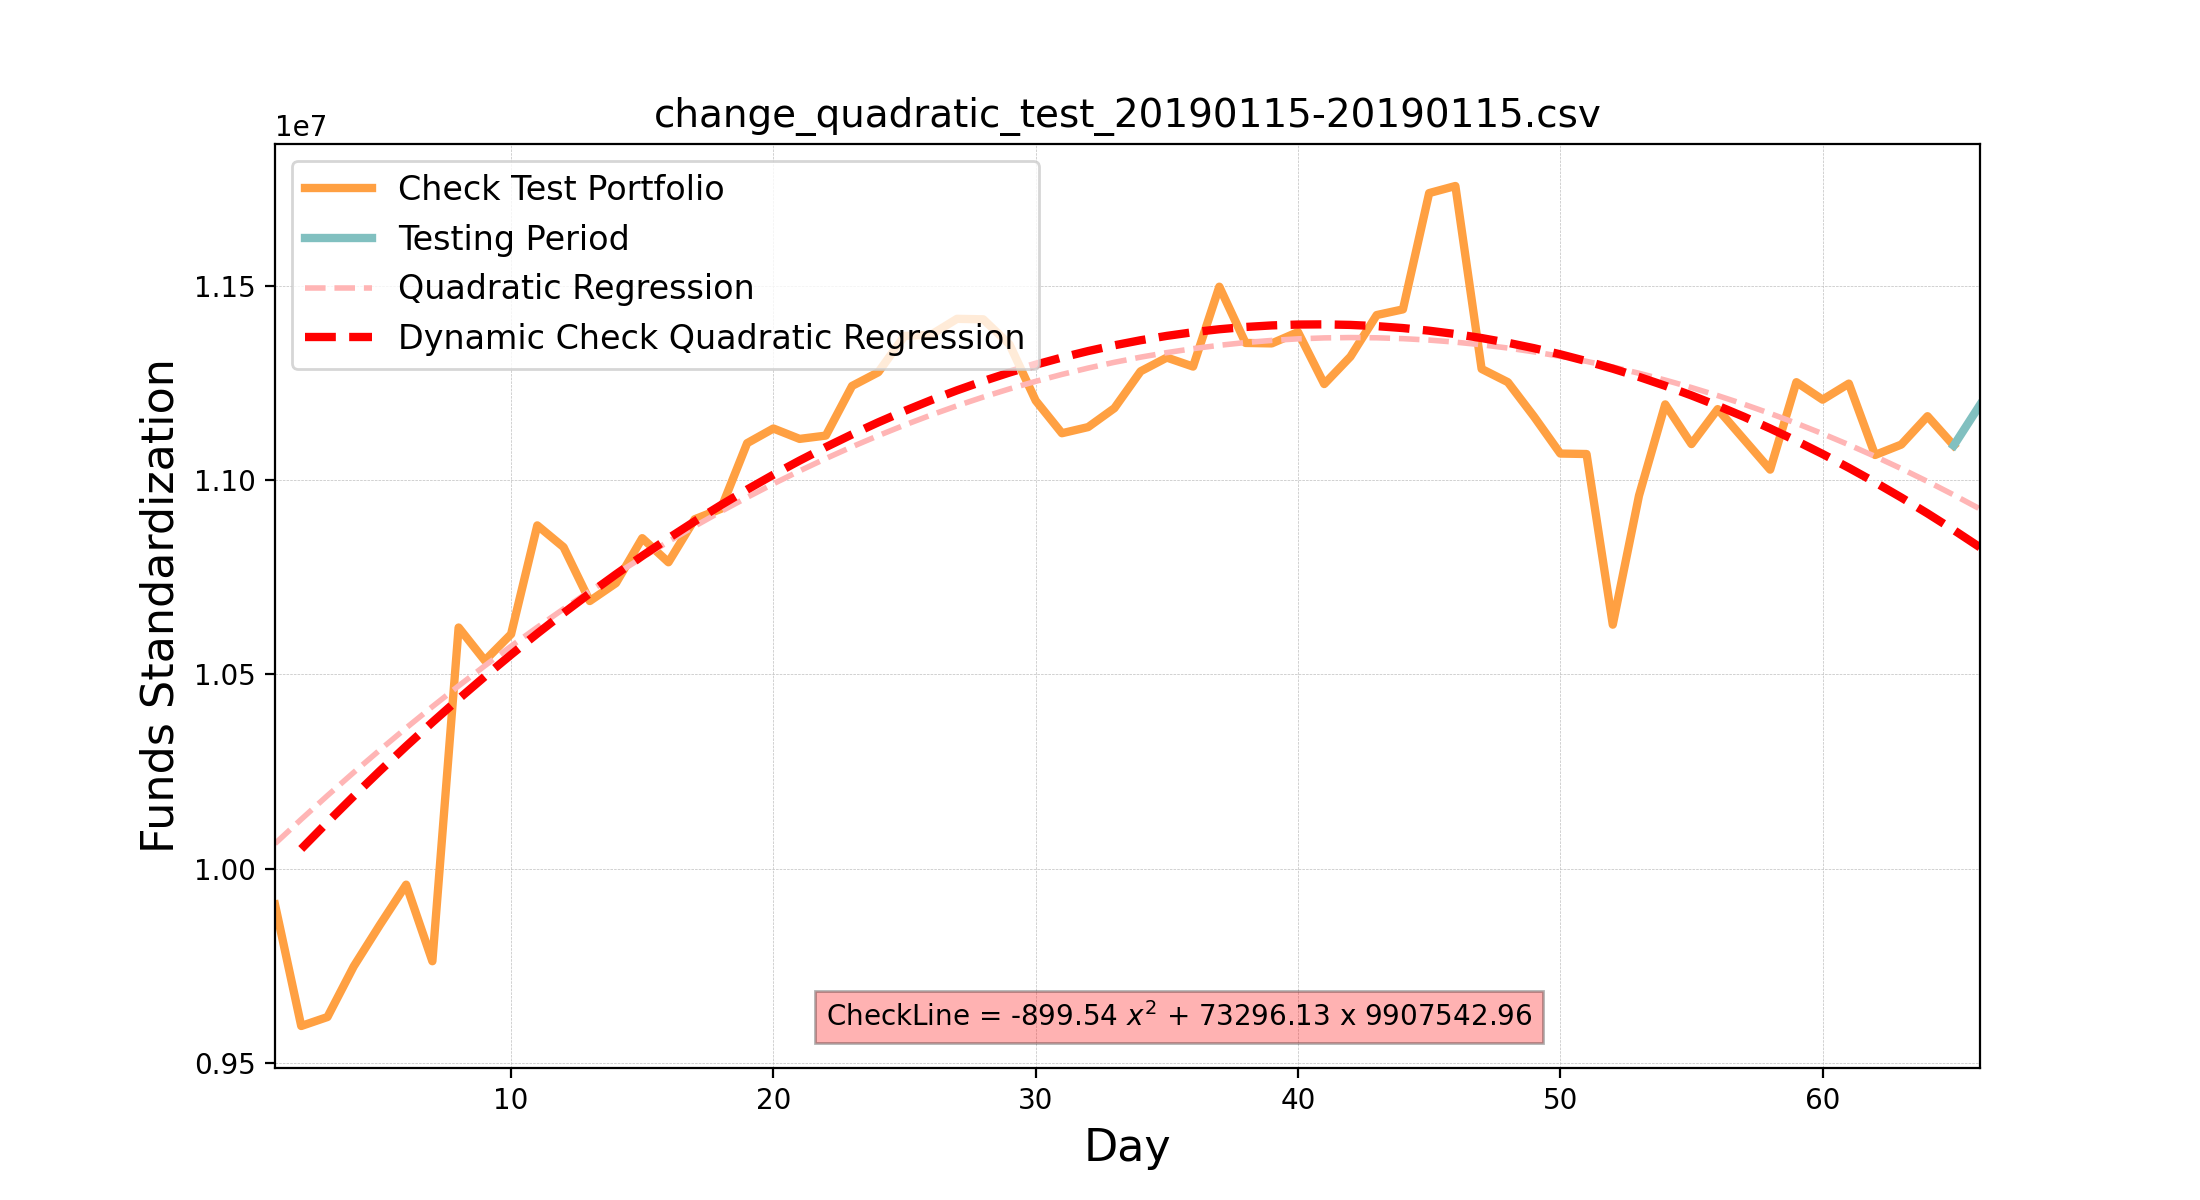 change_quadratic_test_20190115-20190115.csv
1e7
Check Test Portfolio
Testing Period
Quadratic Regression
Dynamic Check Quadratic Regression
1.15
1.10
1.05
1.00
0.95
Funds Standardization
CheckLine = -899.54 x² + 73296.13 x 9907542.96
10 20 30 40 50 60
Day